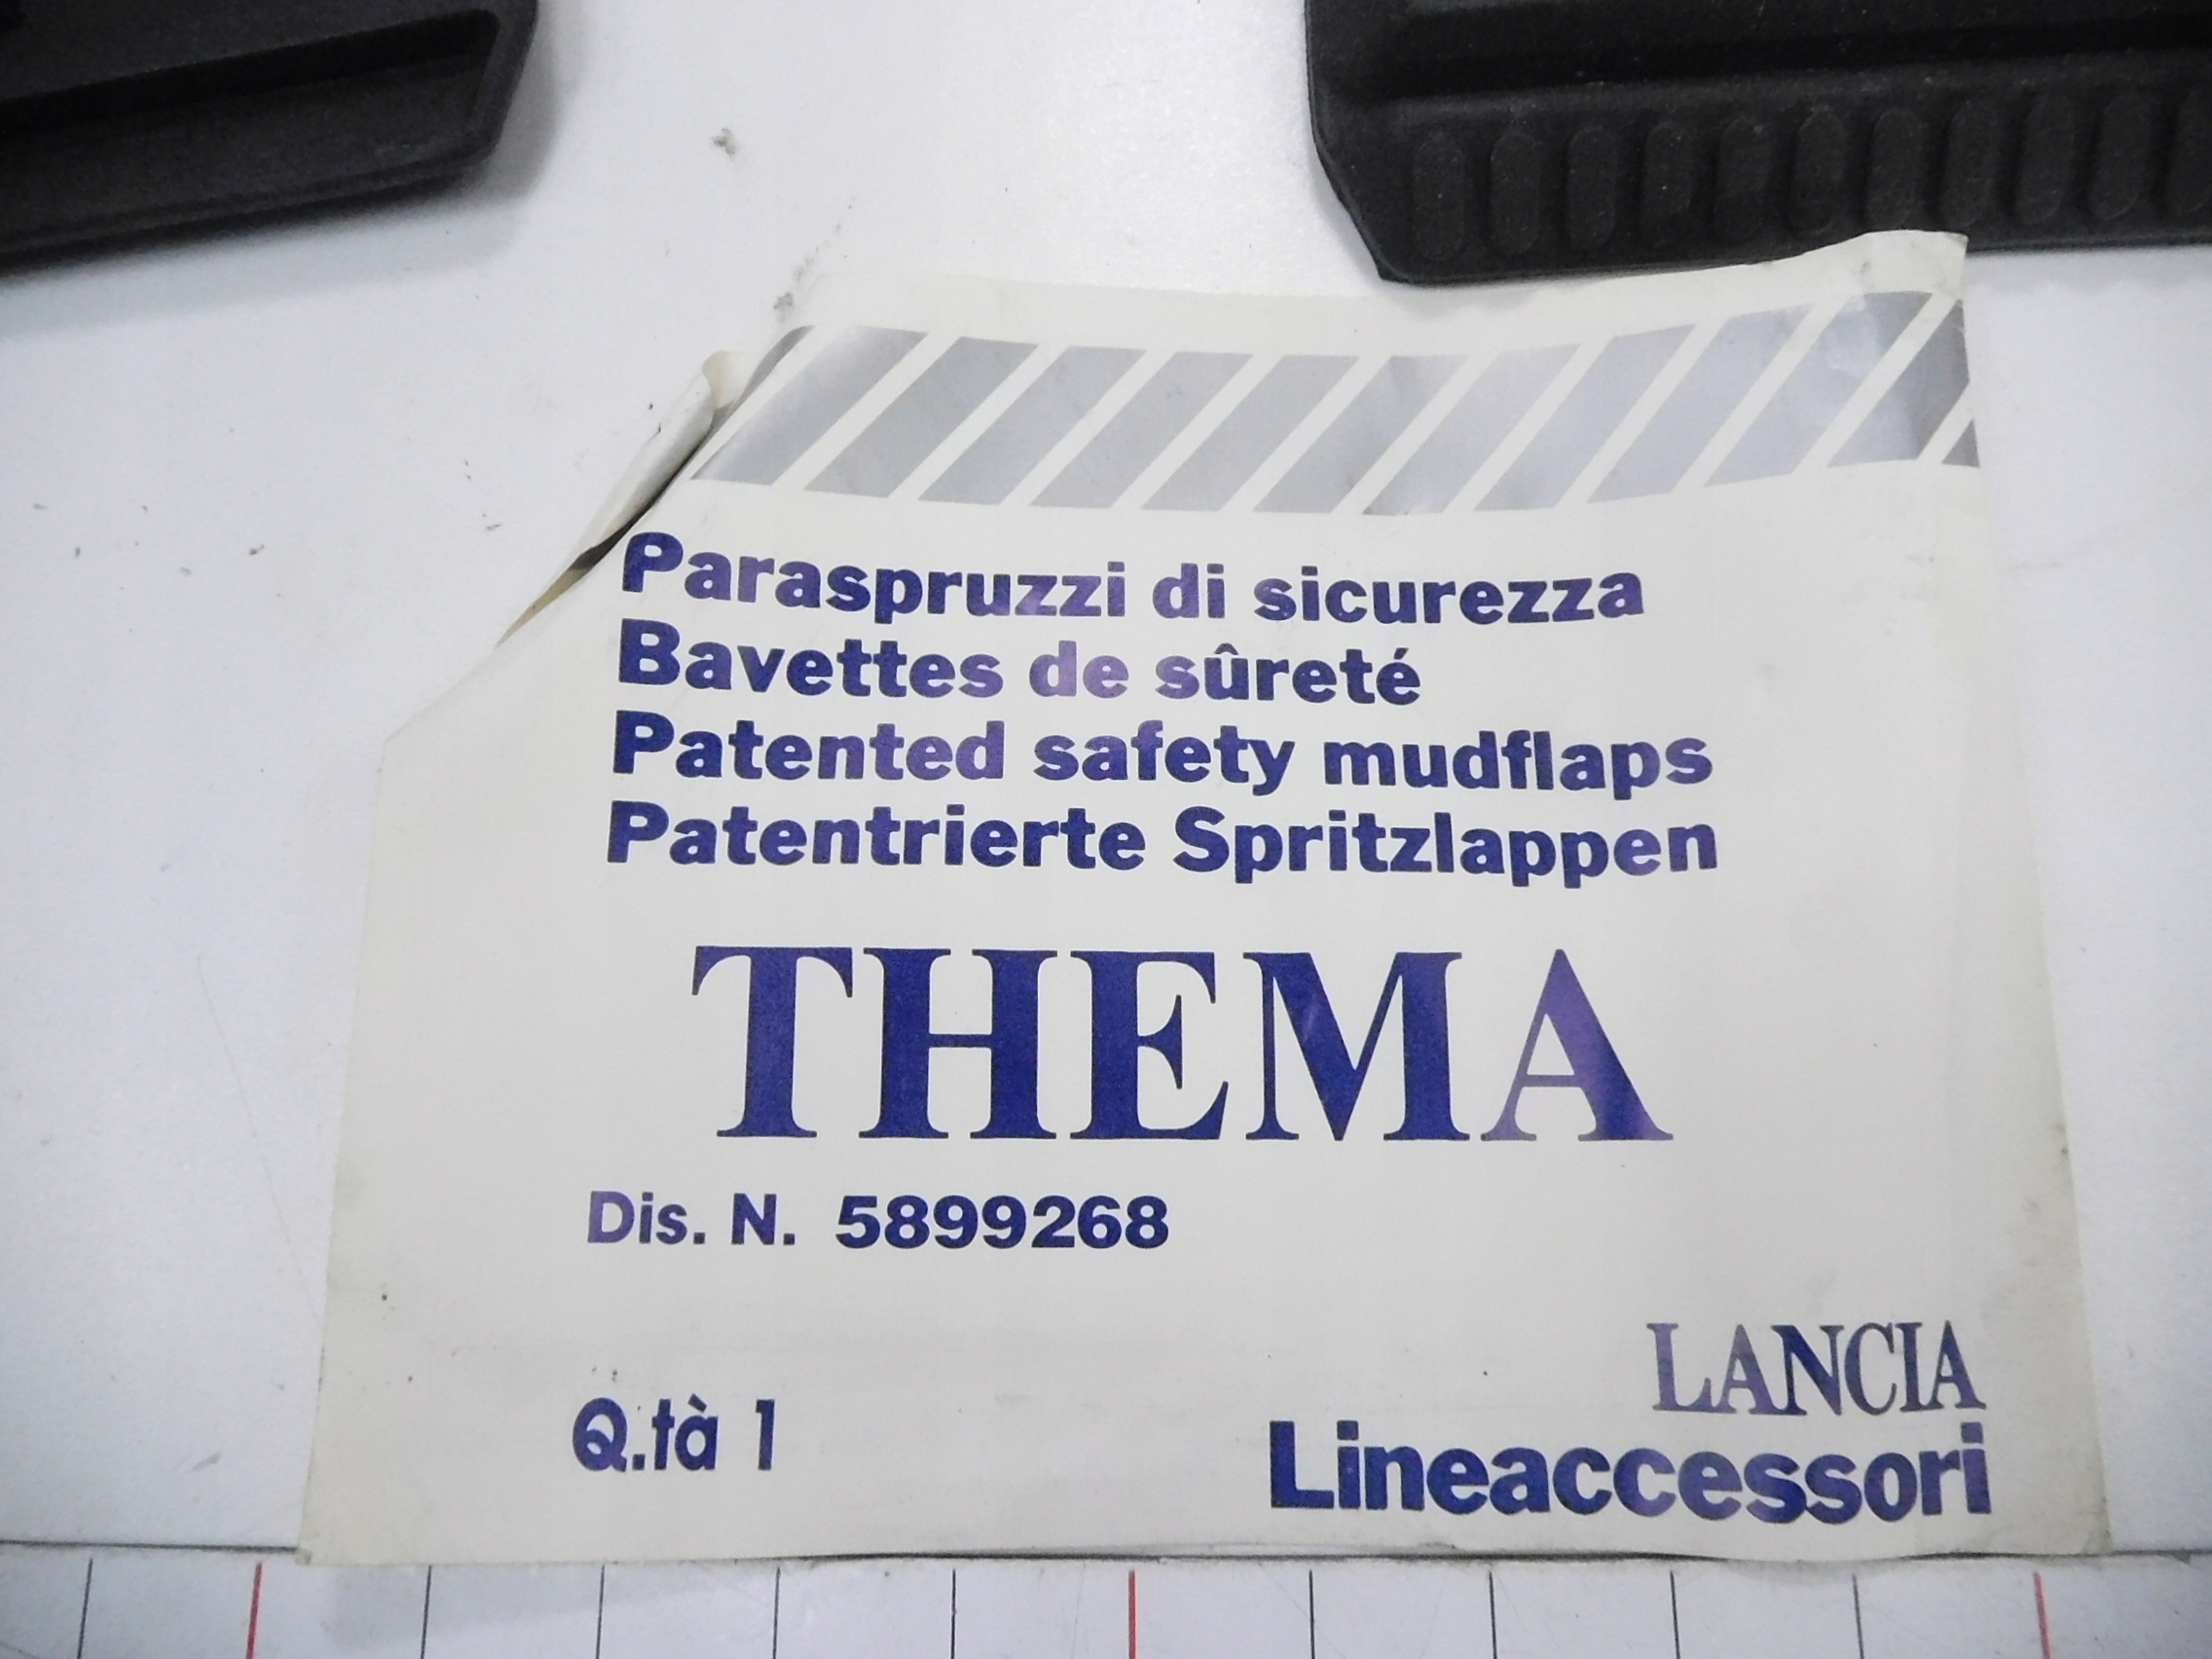 Paraspruzzi di sicurezza
Bavettes de sûreté
Patented safety mudflaps
Patentrierte Spritzlappen
THEMA
Dis. N. 5899268
Q.tà 1
LANCIA
Lineaccessori